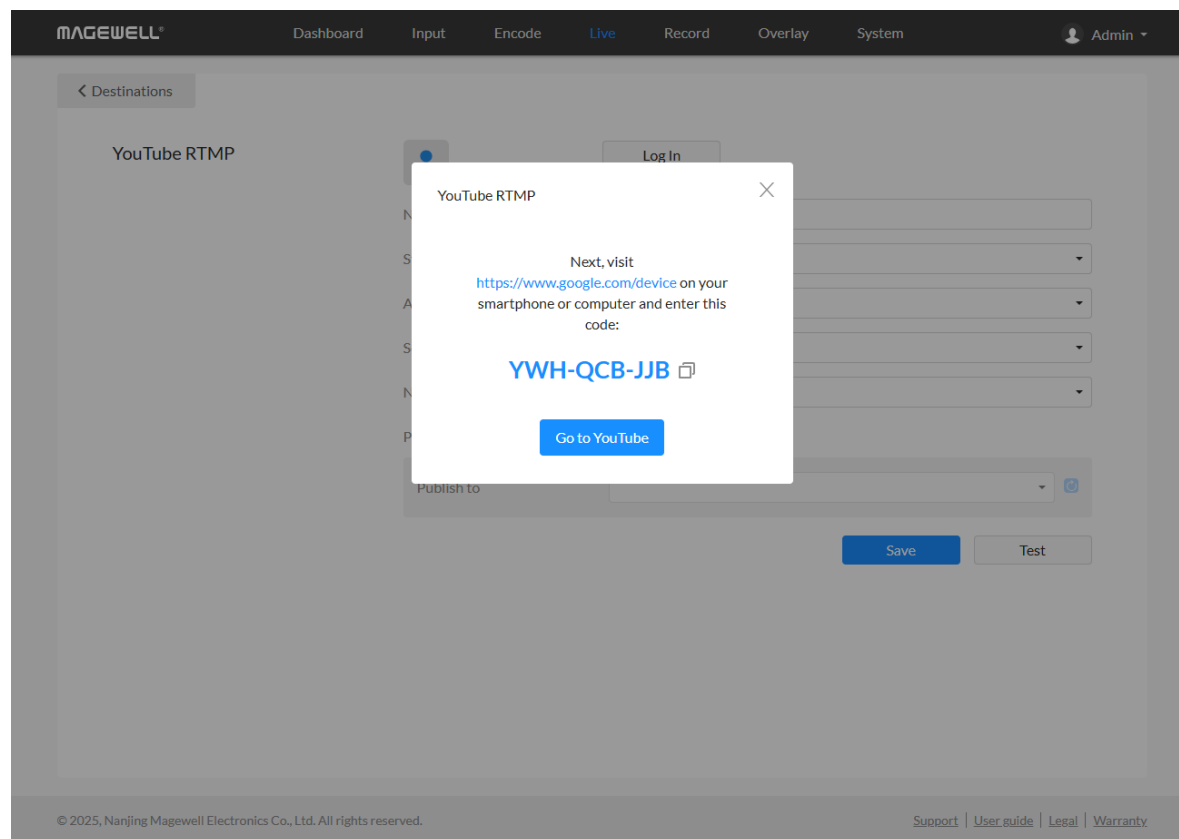 MAGEWELL® Dashboard Input Encode Live Record Overlay System Admin
Destinations
YouTube RTMP Log In
YouTube RTMP
Next, visit
https://www.google.com/device on your
smartphone or computer and enter this
code:
YWH-QCB-JJB
Go to YouTube
Publish to
Save Test
© 2025, Nanjing Magewell Electronics Co., Ltd. All rights reserved. Support | User guide | Legal | Warranty